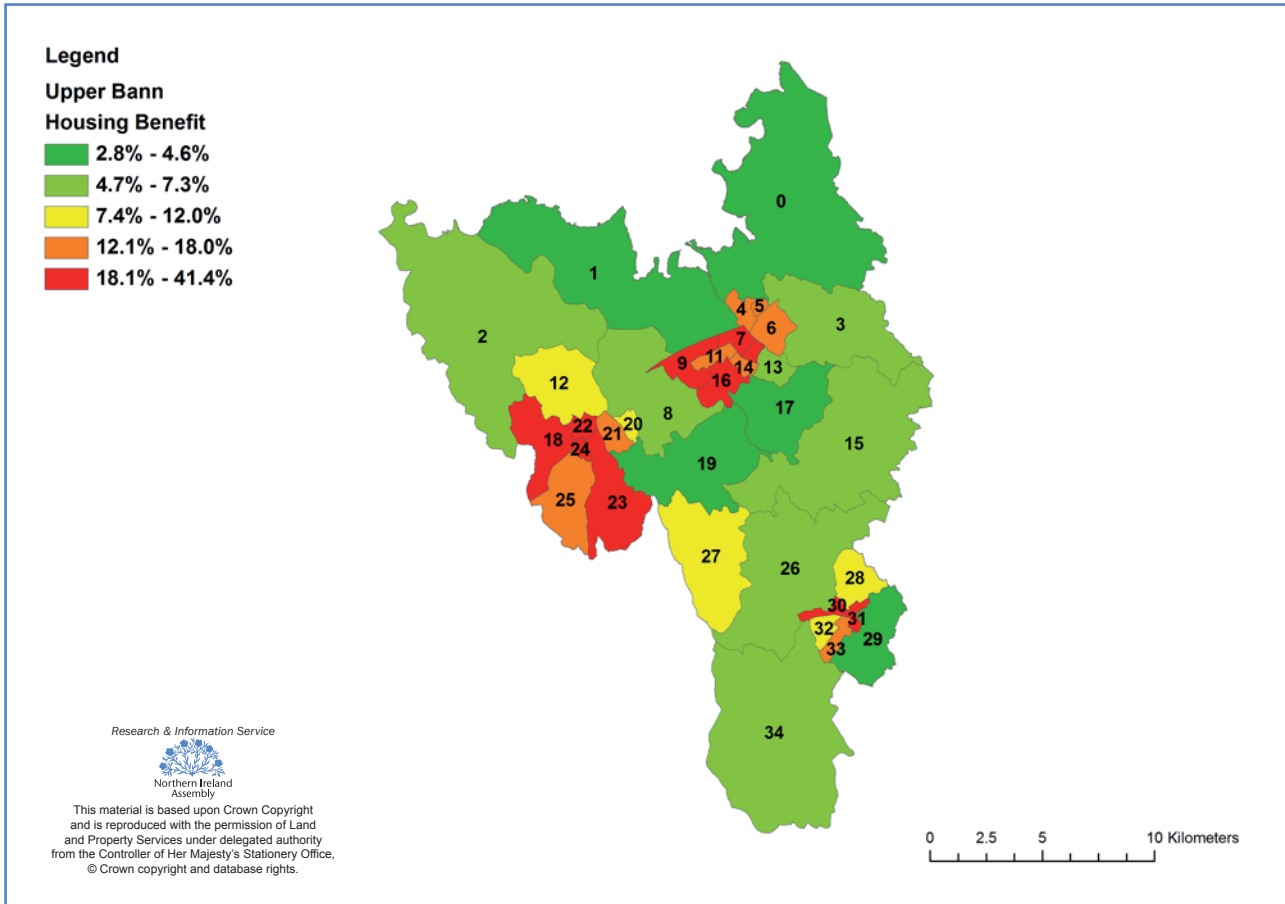 Legend
Upper Bann
Housing Benefit
2.8% - 4.6%
4.7% - 7.3%
7.4% - 12.0%
12.1% - 18.0%
18.1% - 41.4%
0
1
2
3
4
5
6
7
8
9
11
12
13
14
15
16
17
18
19
20
21
22
23
24
25
26
27
28
29
30
31
32
33
34
Research & Information Service
Northern Ireland
Assembly
This material is based upon Crown Copyright
and is reproduced with the permission of Land
and Property Services under delegated authority
from the Controller of Her Majesty's Stationery Office,
© Crown copyright and database rights.
0 2.5 5 10 Kilometers